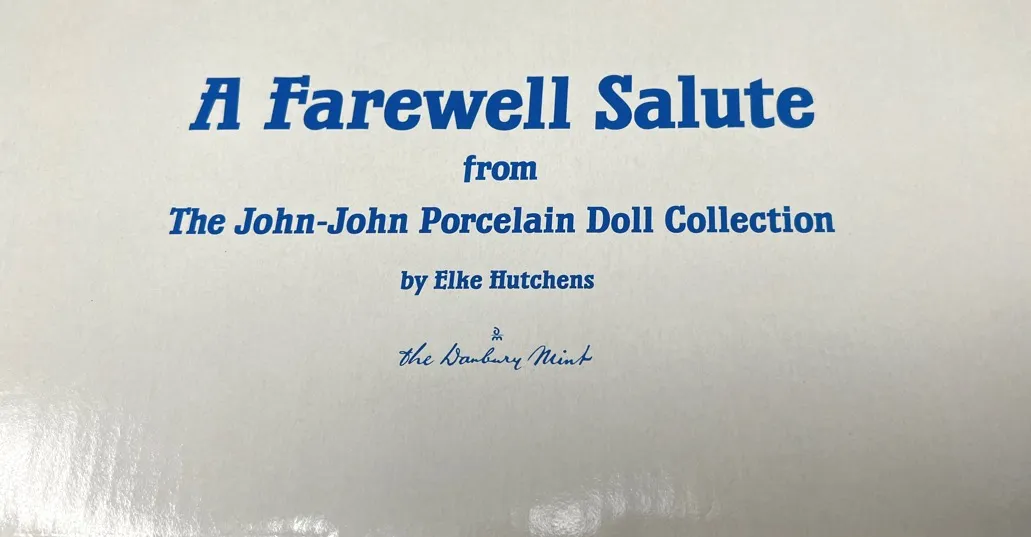 A Farewell Salute
from
The John-John Porcelain Doll Collection
by Elke Hutchens
the Danbury Mint